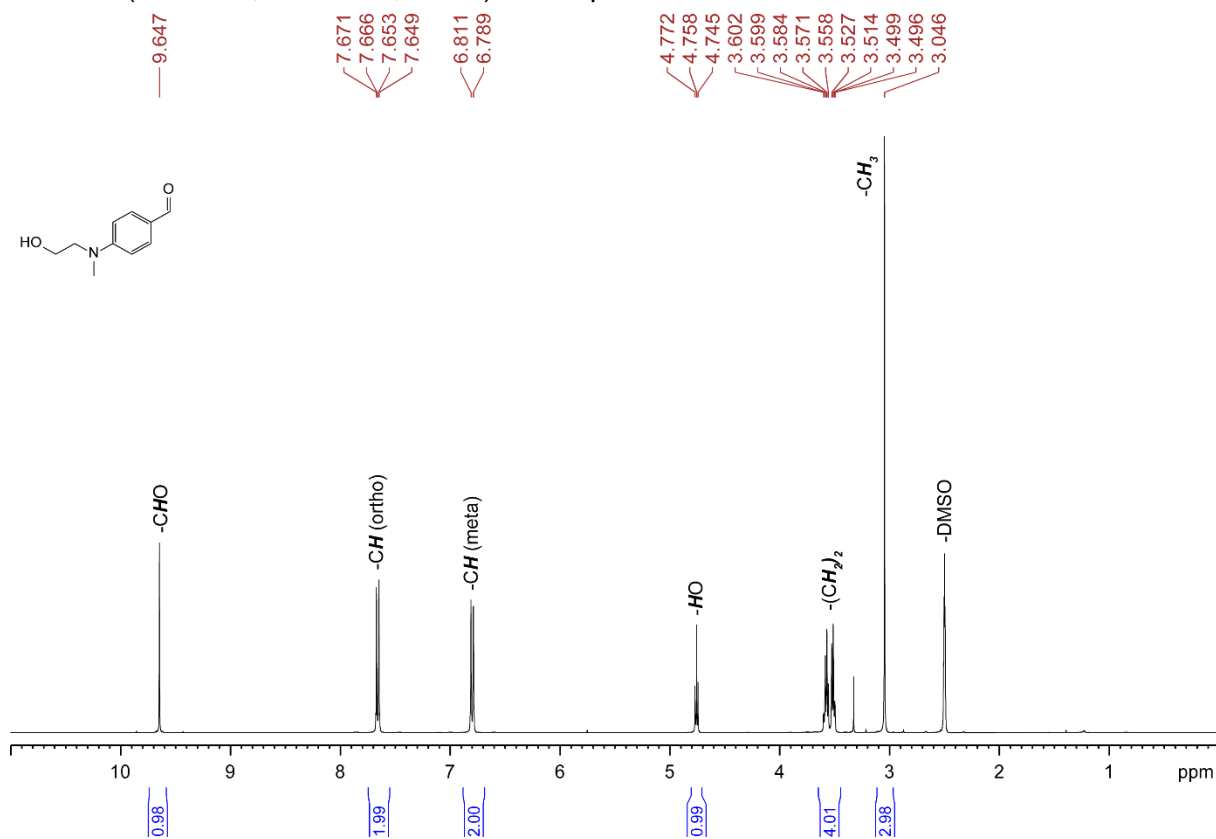 9.647
7.671
7.666
7.653
7.649
6.811
6.789
4.772
4.758
4.745
3.602
3.599
3.584
3.571
3.558
3.527
3.514
3.499
3.496
3.046
-CH₃
O
HO
N
-CHO
-CH (ortho)
-CH (meta)
-HO
-(CH₂)₂
-DMSO
10 9 8 7 6 5 4 3 2 1 ppm
0.98 1.99 2.00 0.99 4.01 2.98